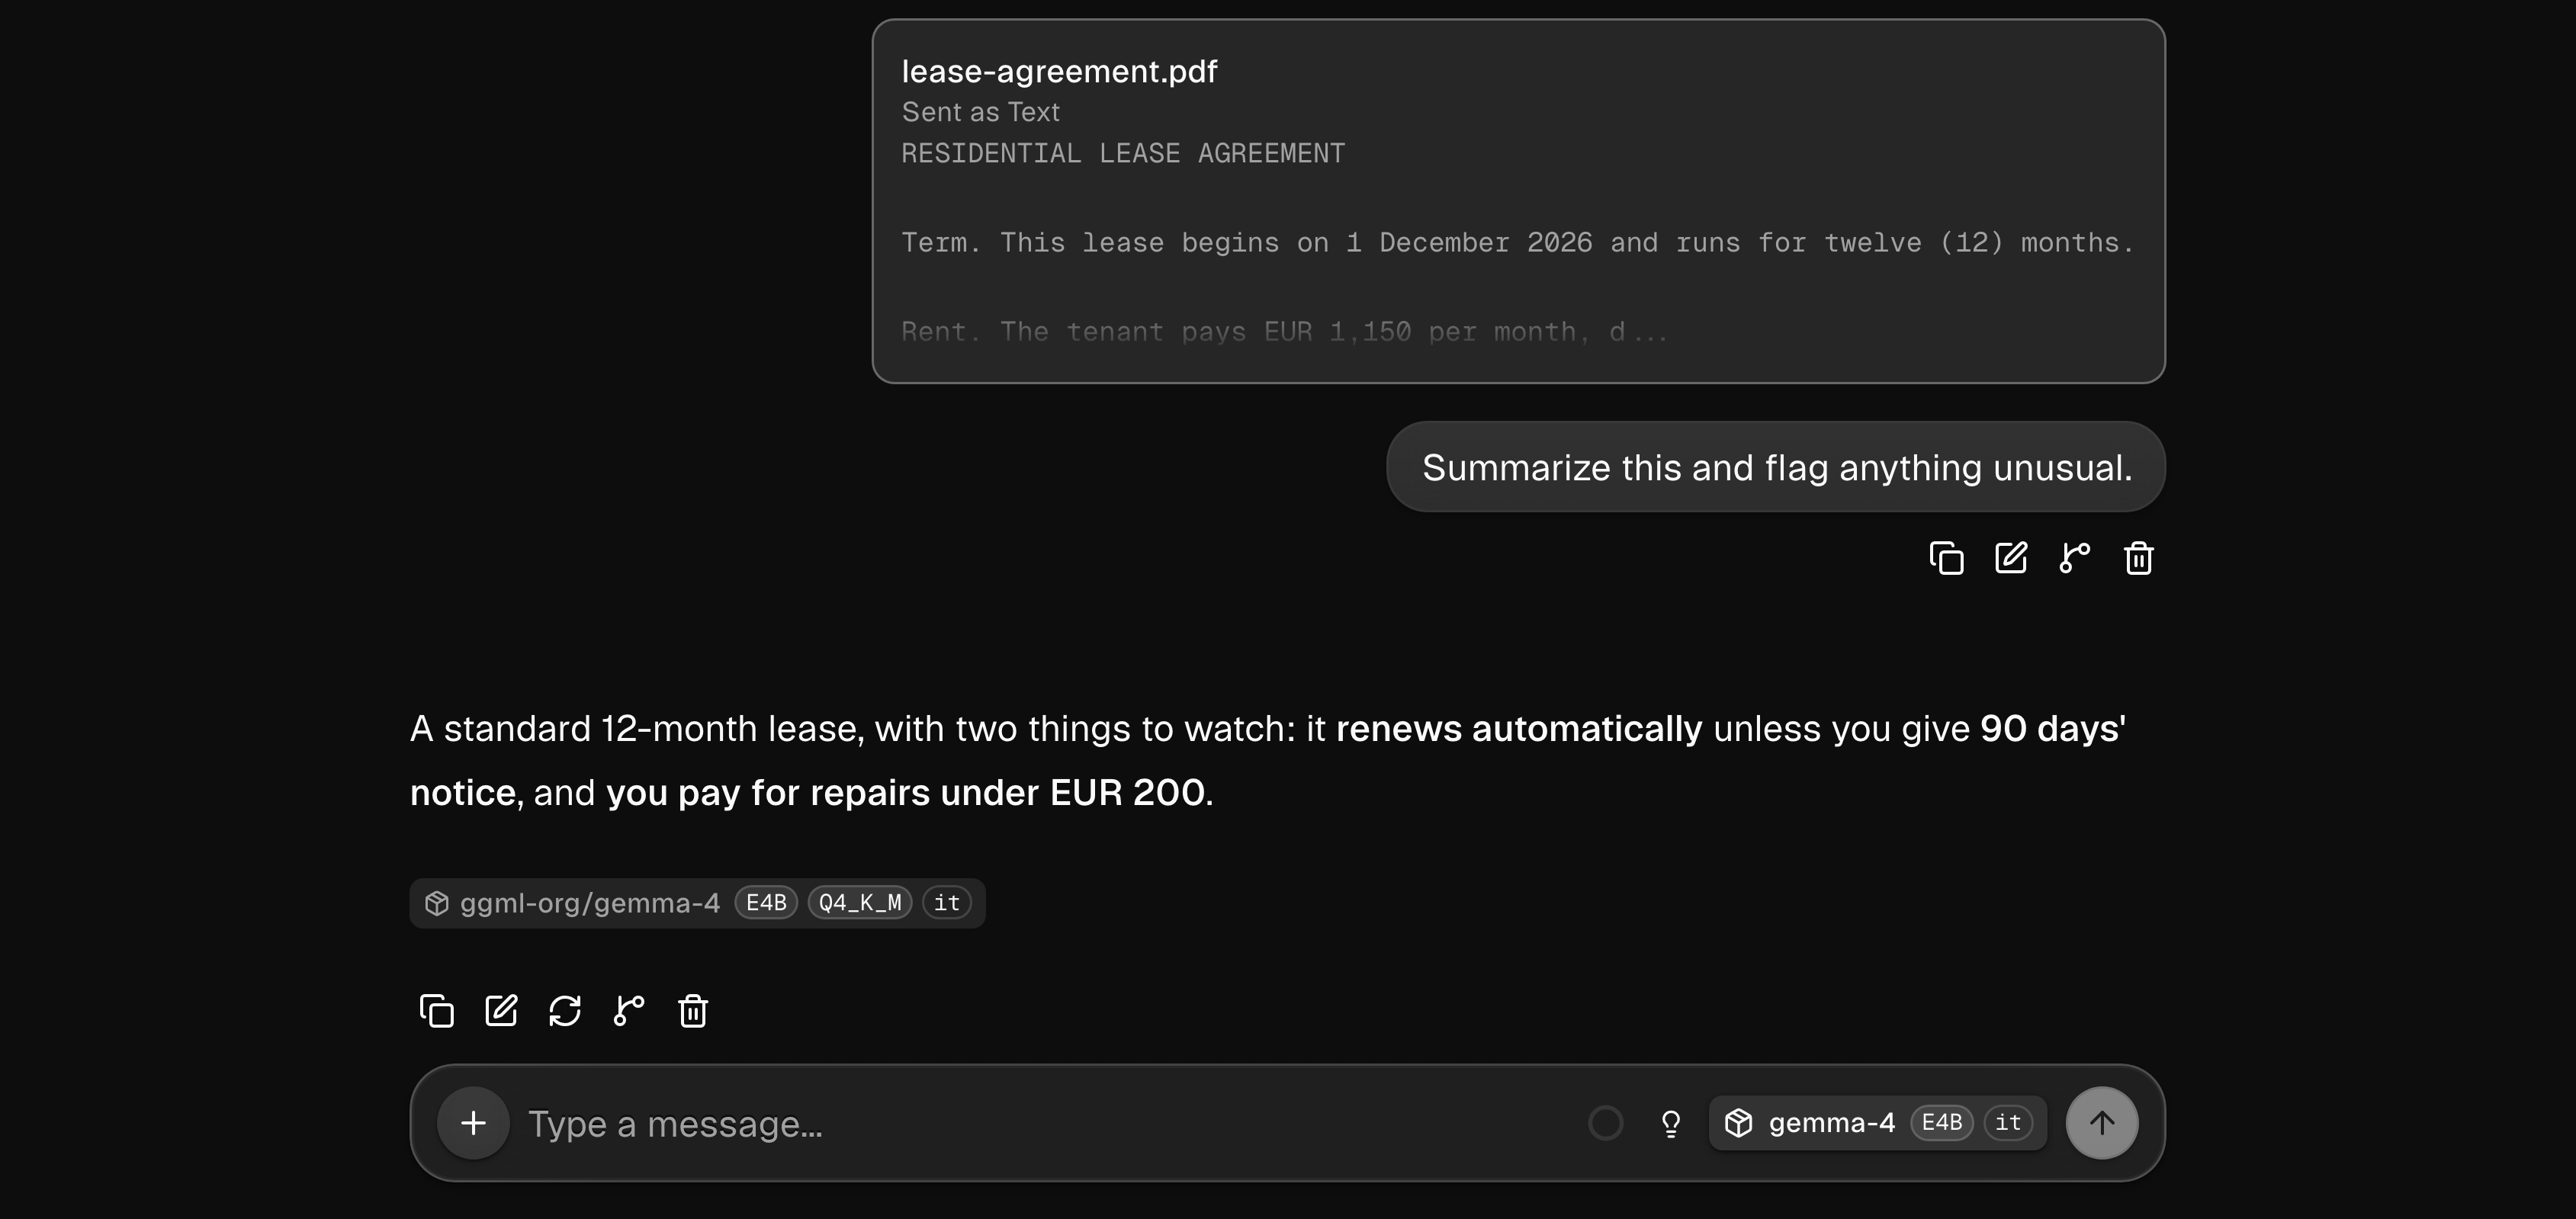 lease-agreement.pdf
Sent as Text
RESIDENTIAL LEASE AGREEMENT
Term. This lease begins on 1 December 2026 and runs for twelve (12) months.
Rent. The tenant pays EUR 1,150 per month, d...
Summarize this and flag anything unusual.
A standard 12-month lease, with two things to watch: it renews automatically unless you give 90 days'
notice, and you pay for repairs under EUR 200.
ggml-org/gemma-4 E4B Q4_K_M it
Type a message...
gemma-4 E4B it